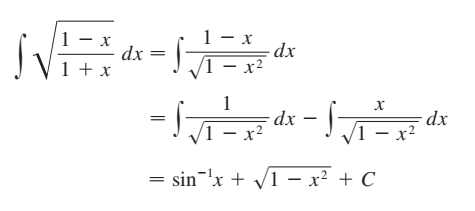 ∫√((1 − x)/(1 + x)) dx = ∫ (1 − x)/√(1 − x²) dx
= ∫ 1/√(1 − x²) dx − ∫ x/√(1 − x²) dx
= sin⁻¹x + √(1 − x²) + C